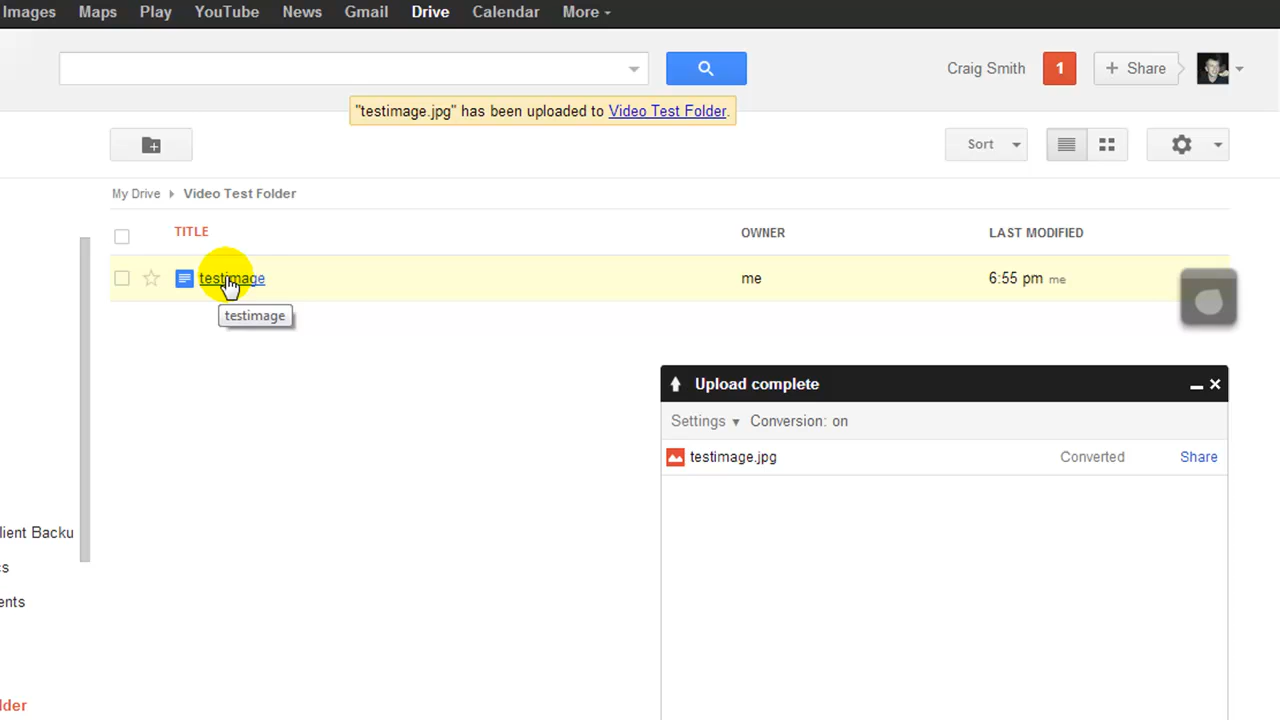 Images Maps Play YouTube News Gmail Drive Calendar More
Craig Smith 1 + Share
"testimage.jpg" has been uploaded to Video Test Folder.
Sort
My Drive Video Test Folder
TITLE OWNER LAST MODIFIED
testimage me 6:55 pm me
testimage
Upload complete
Settings Conversion: on
testimage.jpg Converted Share
lient Backu
cs
ents
lder